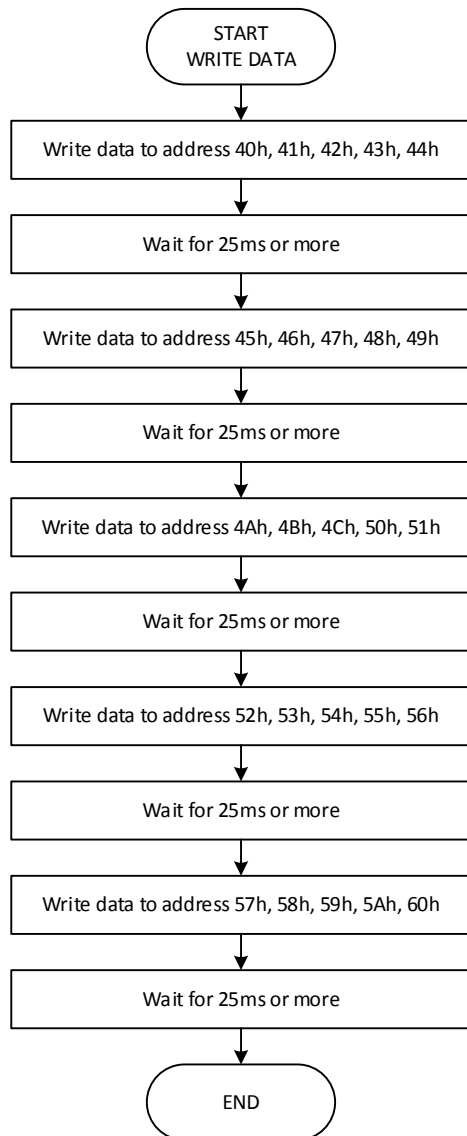 START
WRITE DATA
Write data to address 40h, 41h, 42h, 43h, 44h
Wait for 25ms or more
Write data to address 45h, 46h, 47h, 48h, 49h
Wait for 25ms or more
Write data to address 4Ah, 4Bh, 4Ch, 50h, 51h
Wait for 25ms or more
Write data to address 52h, 53h, 54h, 55h, 56h
Wait for 25ms or more
Write data to address 57h, 58h, 59h, 5Ah, 60h
Wait for 25ms or more
END